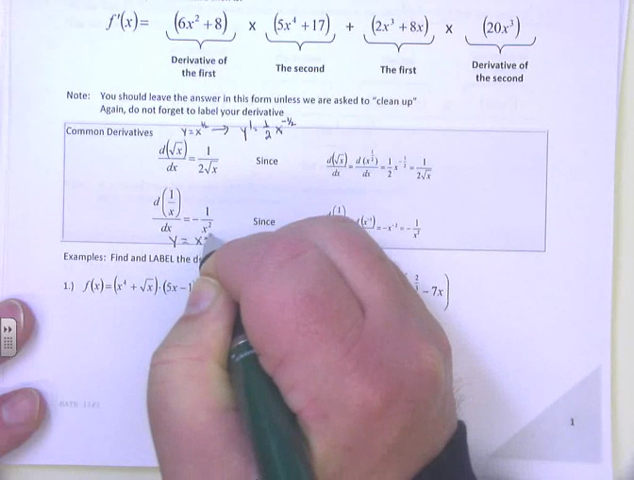 f'(x) = (6x² + 8) x (5x⁴ + 17) + (2x³ + 8x) x (20x³)
Derivative of the first The second The first Derivative of the second
Note: You should leave the answer in this form unless we are asked to "clean up"
Again, do not forget to label your derivative
Common Derivatives y = x^½ → y' = ½ x^-½
d(√x)/dx = 1/(2√x) Since d(√x)/dx = d(x^½)/dx = ½ x^-½ = 1/(2√x)
d(1/x)/dx = -1/x² Since = -x⁻² = -1/x²
y = x
Examples: Find and LABEL the
1.) f(x) = (x⁴ + √x)·(5x – - 7x)
1